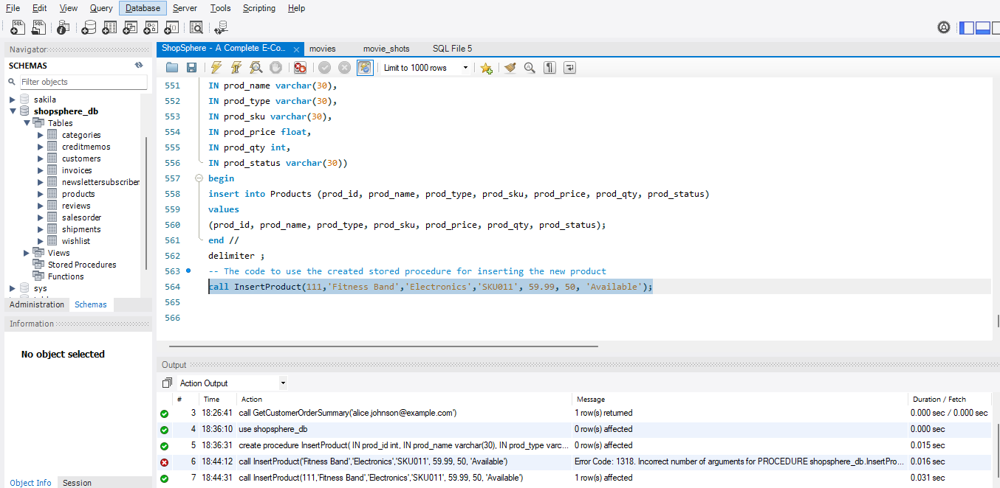 File Edit View Query Database Server Tools Scripting Help
Navigator
SCHEMAS
Filter objects
sakila
shopsphere_db
Tables
categories
creditmemos
customers
invoices
newslettersubscriber
products
reviews
salesorder
shipments
wishlist
Views
Stored Procedures
Functions
sys
Administration Schemas
Information
No object selected
Object Info Session
ShopSphere - A Complete E-Co... movies movie_shots SQL File 5
Limit to 1000 rows
551 IN prod_name varchar(30),
552 IN prod_type varchar(30),
553 IN prod_sku varchar(30),
554 IN prod_price float,
555 IN prod_qty int,
556 IN prod_status varchar(30))
557 begin
558 insert into Products (prod_id, prod_name, prod_type, prod_sku, prod_price, prod_qty, prod_status)
559 values
560 (prod_id, prod_name, prod_type, prod_sku, prod_price, prod_qty, prod_status);
561 end //
562 delimiter ;
563 -- The code to use the created stored procedure for inserting the new product
564 call InsertProduct(111,'Fitness Band','Electronics','SKU011', 59.99, 50, 'Available');
565
566
Output
Action Output
# Time Action Message Duration / Fetch
3 18:26:41 call GetCustomerOrderSummary('alice.johnson@example.com') 1 row(s) returned 0.000 sec / 0.000 sec
4 18:36:10 use shopsphere_db 0 row(s) affected 0.000 sec
5 18:36:31 create procedure InsertProduct( IN prod_id int, IN prod_name varchar(30), IN prod_type varc... 0 row(s) affected 0.015 sec
6 18:44:12 call InsertProduct('Fitness Band','Electronics','SKU011', 59.99, 50, 'Available') Error Code: 1318. Incorrect number of arguments for PROCEDURE shopsphere_db.InsertPro... 0.016 sec
7 18:44:31 call InsertProduct(111,'Fitness Band','Electronics','SKU011', 59.99, 50, 'Available') 1 row(s) affected 0.031 sec